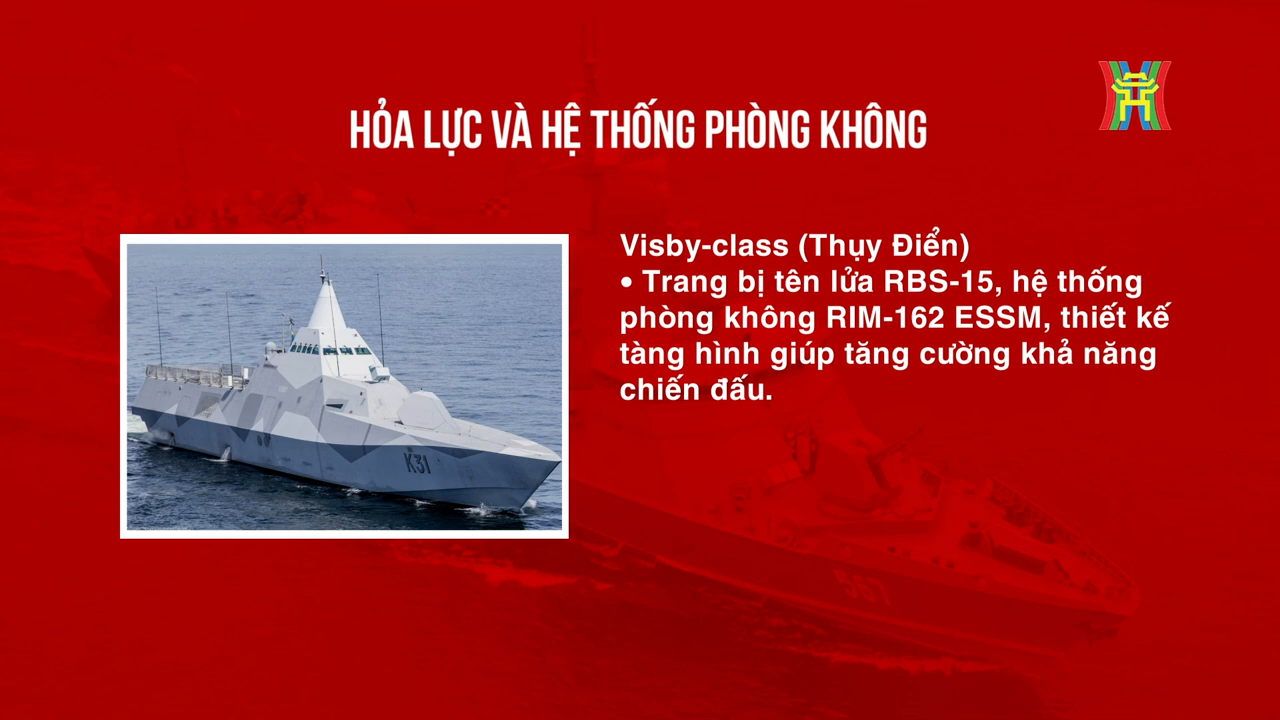 HỎA LỰC VÀ HỆ THỐNG PHÒNG KHÔNG
Visby-class (Thụy Điển)
• Trang bị tên lửa RBS-15, hệ thống
phòng không RIM-162 ESSM, thiết kế
tàng hình giúp tăng cường khả năng
chiến đấu.
K31